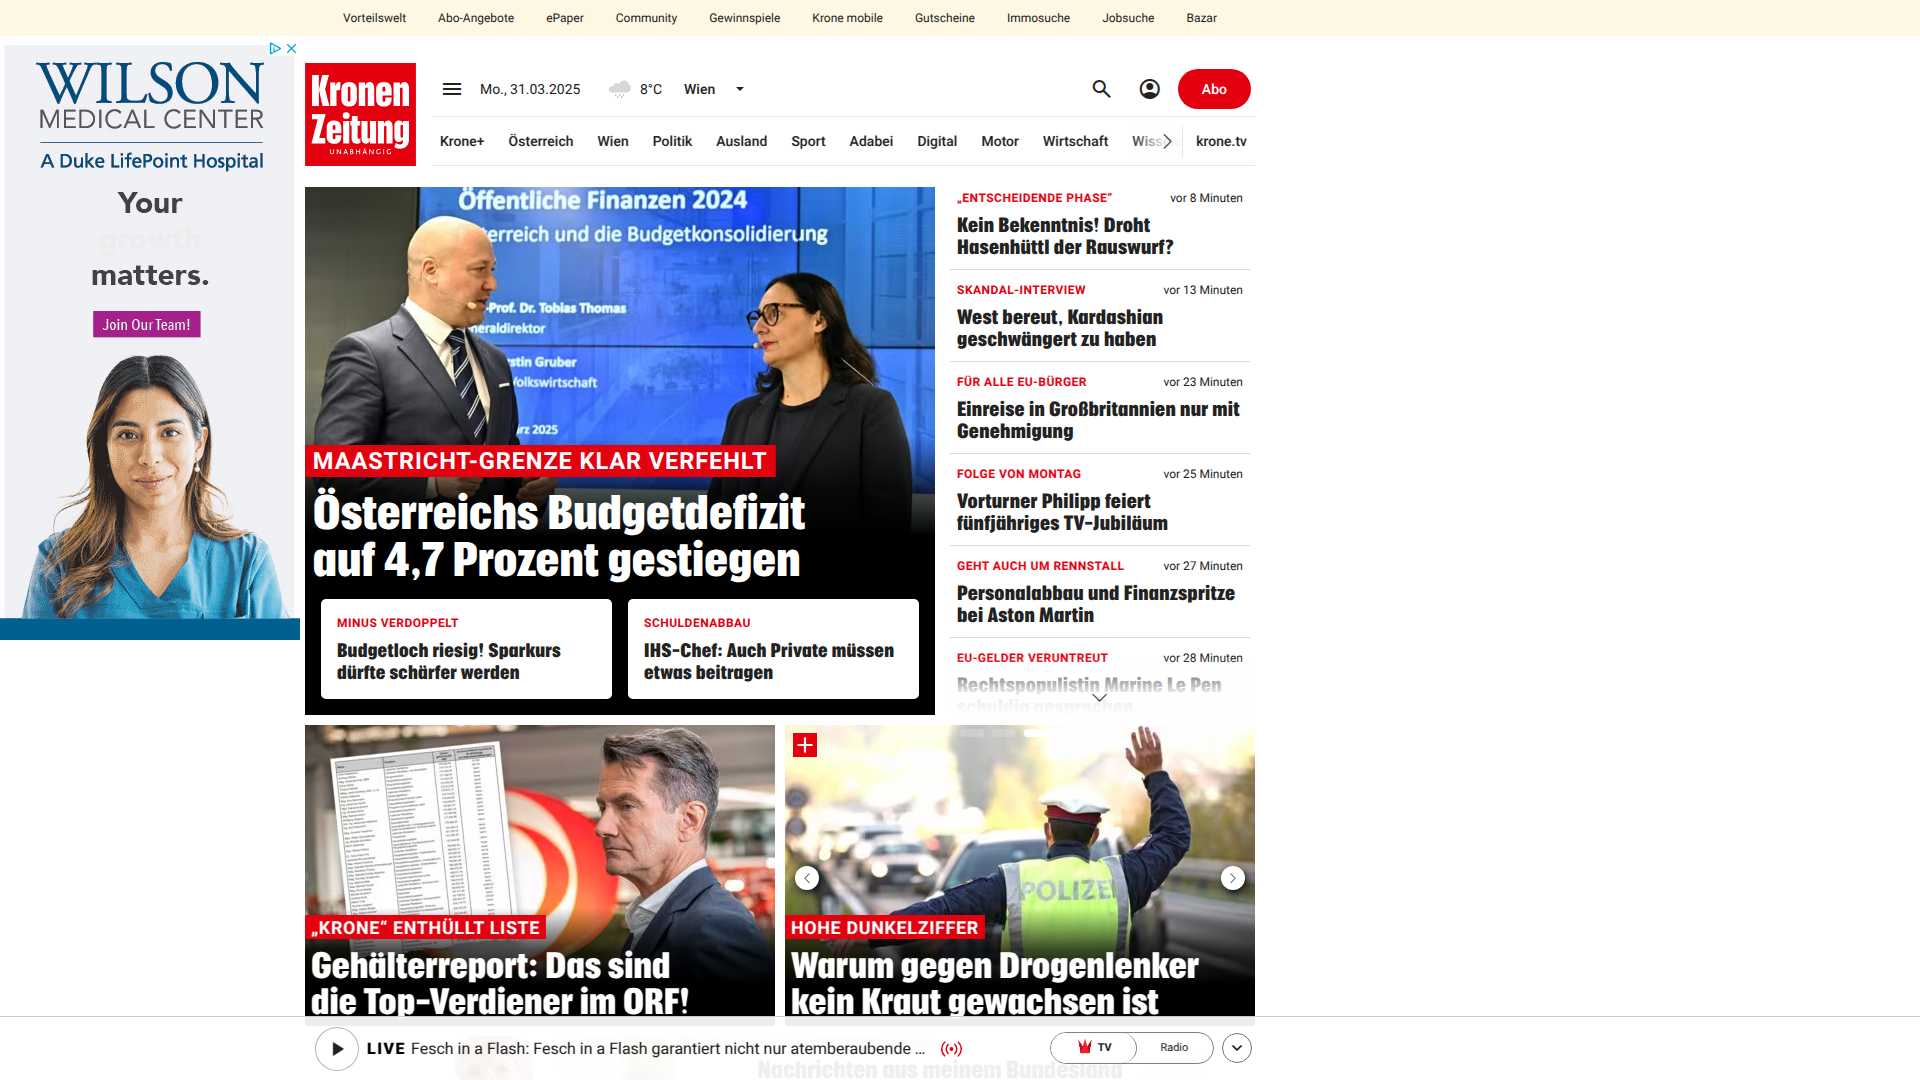 Vorteilswelt
Abo-Angebote
ePaper
Community
Gewinnspiele
Krone mobile
Gutscheine
Immosuche
Jobsuche
Bazar
WILSON
MEDICAL CENTER
A Duke LifePoint Hospital
Your
growth
matters.
Join Our Team!
Kronen
Zeitung
UNABHÄNGIG
Mo., 31.03.2025
8°C
Wien
Abo
Krone+
Österreich
Wien
Politik
Ausland
Sport
Adabei
Digital
Motor
Wirtschaft
Wiss
krone.tv
Öffentliche Finanzen 2024
erreich und die Budgetkonsolidierung
-Prof. Dr. Tobias Thomas
neraldirektor
rstin Gruber
Volkswirtschaft
ärz 2025
MAASTRICHT-GRENZE KLAR VERFEHLT
Österreichs Budgetdefizit
auf 4,7 Prozent gestiegen
MINUS VERDOPPELT
Budgetloch riesig! Sparkurs
dürfte schärfer werden
SCHULDENABBAU
IHS-Chef: Auch Private müssen
etwas beitragen
„ENTSCHEIDENDE PHASE“
vor 8 Minuten
Kein Bekenntnis! Droht
Hasenhüttl der Rauswurf?
SKANDAL-INTERVIEW
vor 13 Minuten
West bereut, Kardashian
geschwängert zu haben
FÜR ALLE EU-BÜRGER
vor 23 Minuten
Einreise in Großbritannien nur mit
Genehmigung
FOLGE VON MONTAG
vor 25 Minuten
Vorturner Philipp feiert
fünfjähriges TV-Jubiläum
GEHT AUCH UM RENNSTALL
vor 27 Minuten
Personalabbau und Finanzspritze
bei Aston Martin
EU-GELDER VERUNTREUT
vor 28 Minuten
Rechtspopulistin Marine Le Pen
schuldig gesprochen
„KRONE“ ENTHÜLLT LISTE
Gehälterreport: Das sind
die Top-Verdiener im ORF!
POLIZEI
HOHE DUNKELZIFFER
Warum gegen Drogenlenker
kein Kraut gewachsen ist
LIVE Fesch in a Flash: Fesch in a Flash garantiert nicht nur atemberaubende ...
TV
Radio
Nachrichten aus meinem Bundesland